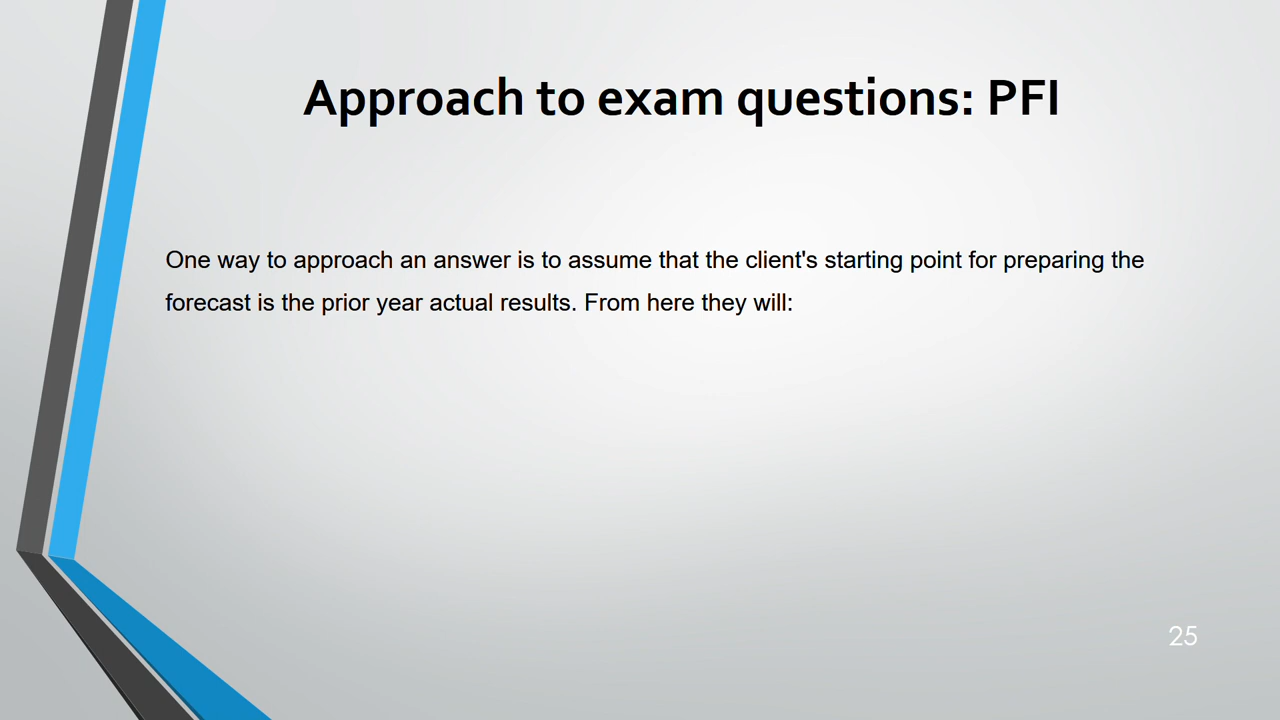 Approach to exam questions: PFI
One way to approach an answer is to assume that the client's starting point for preparing the
forecast is the prior year actual results. From here they will:
25